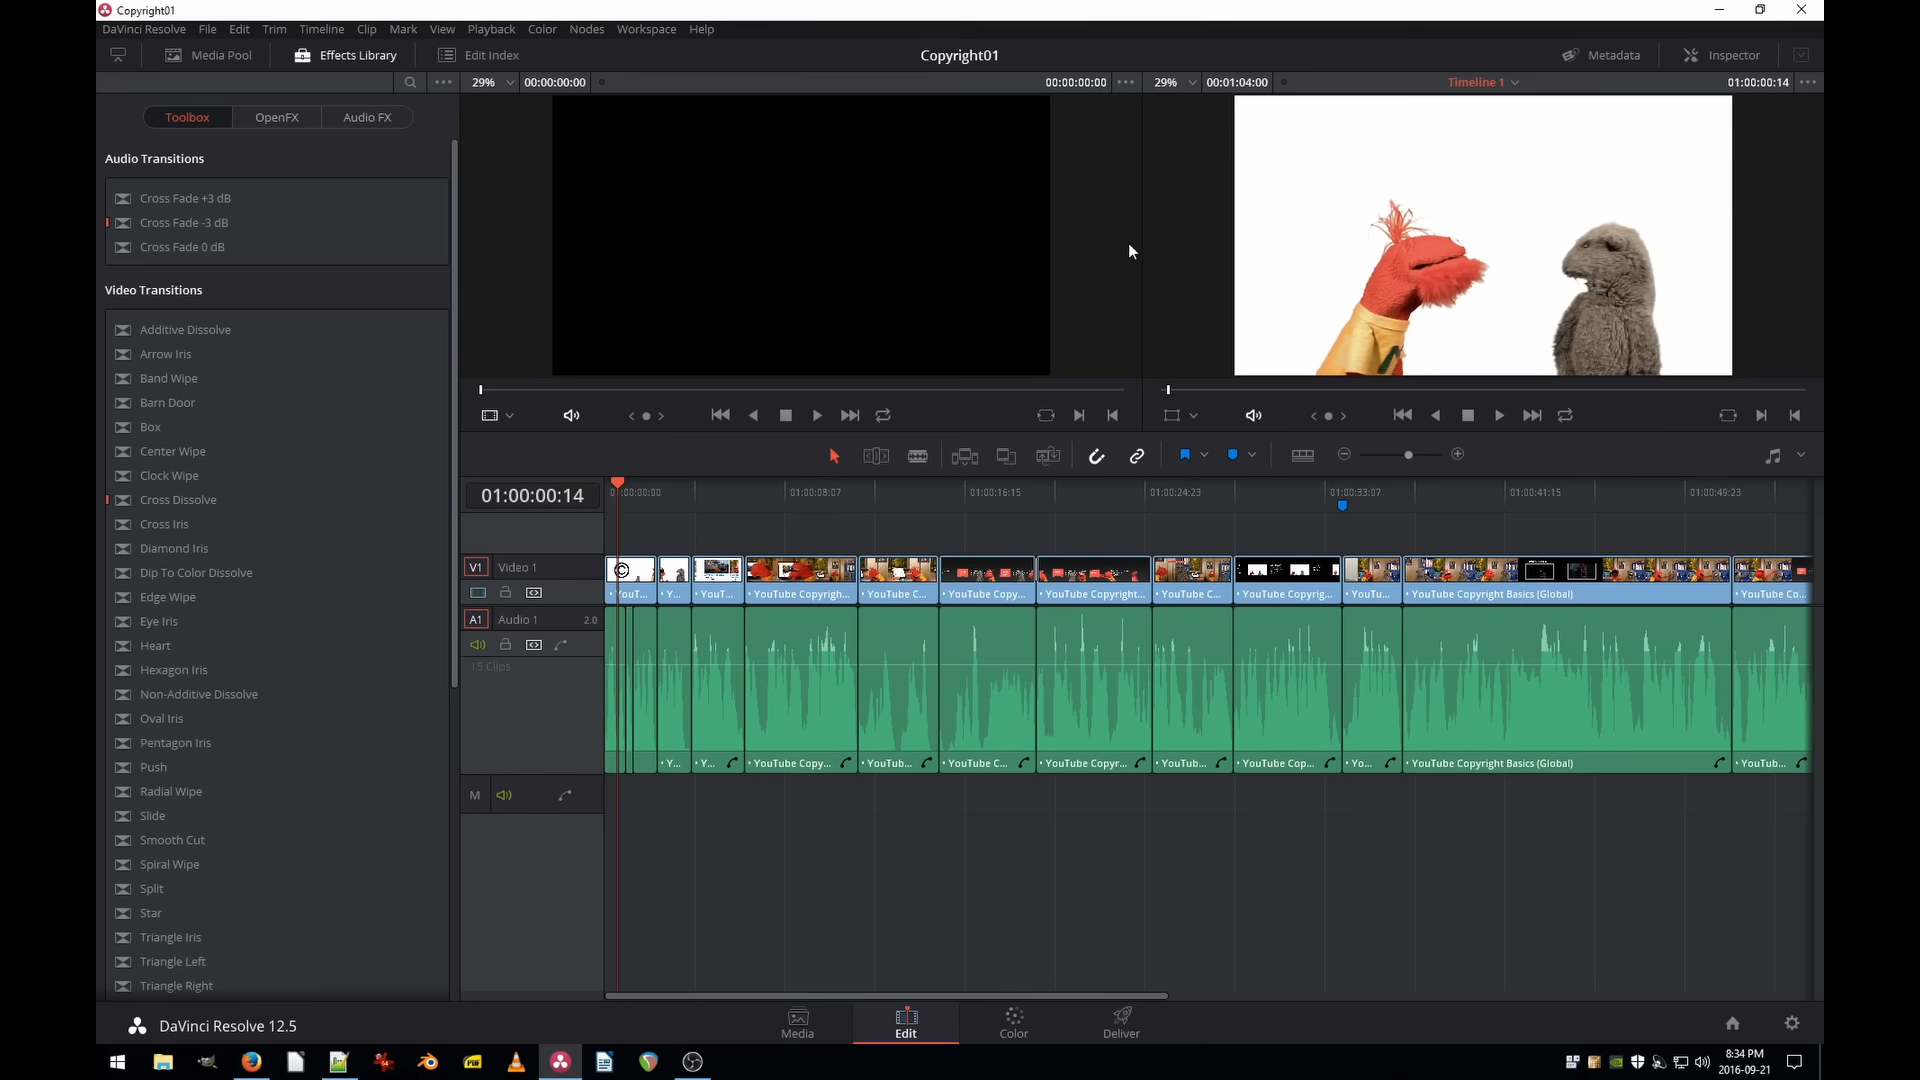 Copyright01
DaVinci Resolve File Edit Trim Timeline Clip Mark View Playback Color Nodes Workspace Help
Media Pool Effects Library Edit Index Copyright01 Metadata Inspector
29% 00:00:00:00 00:00:00:00 29% 00:01:04:00 Timeline 1 01:00:00:14
Toolbox OpenFX Audio FX
Audio Transitions
Cross Fade +3 dB
Cross Fade -3 dB
Cross Fade 0 dB
Video Transitions
Additive Dissolve
Arrow Iris
Band Wipe
Barn Door
Box
Center Wipe
Clock Wipe
Cross Dissolve
Cross Iris
Diamond Iris
Dip To Color Dissolve
Edge Wipe
Eye Iris
Heart
Hexagon Iris
Non-Additive Dissolve
Oval Iris
Pentagon Iris
Push
Radial Wipe
Slide
Smooth Cut
Spiral Wipe
Split
Star
Triangle Iris
Triangle Left
Triangle Right
01:00:00:14 :00:00:00 01:00:08:07 01:00:16:15 01:00:24:23 01:00:33:07 01:00:41:15 01:00:49:23
V1 Video 1
YouT... Y... YouT... YouTube Copyrigh... YouTube C... YouTube Copy... YouTube Copyright... YouTube C... YouTube Copyrig... YouTu... YouTube Copyright Basics (Global) YouTube Co...
A1 Audio 1 2.0
15 Clips
Y... Y... YouTube Copy... YouTub... YouTube C... YouTube Copyr... YouTub... YouTube Cop... Yo... YouTube Copyright Basics (Global) YouTub...
M
DaVinci Resolve 12.5 Media Edit Color Deliver
8:34 PM
2016-09-21